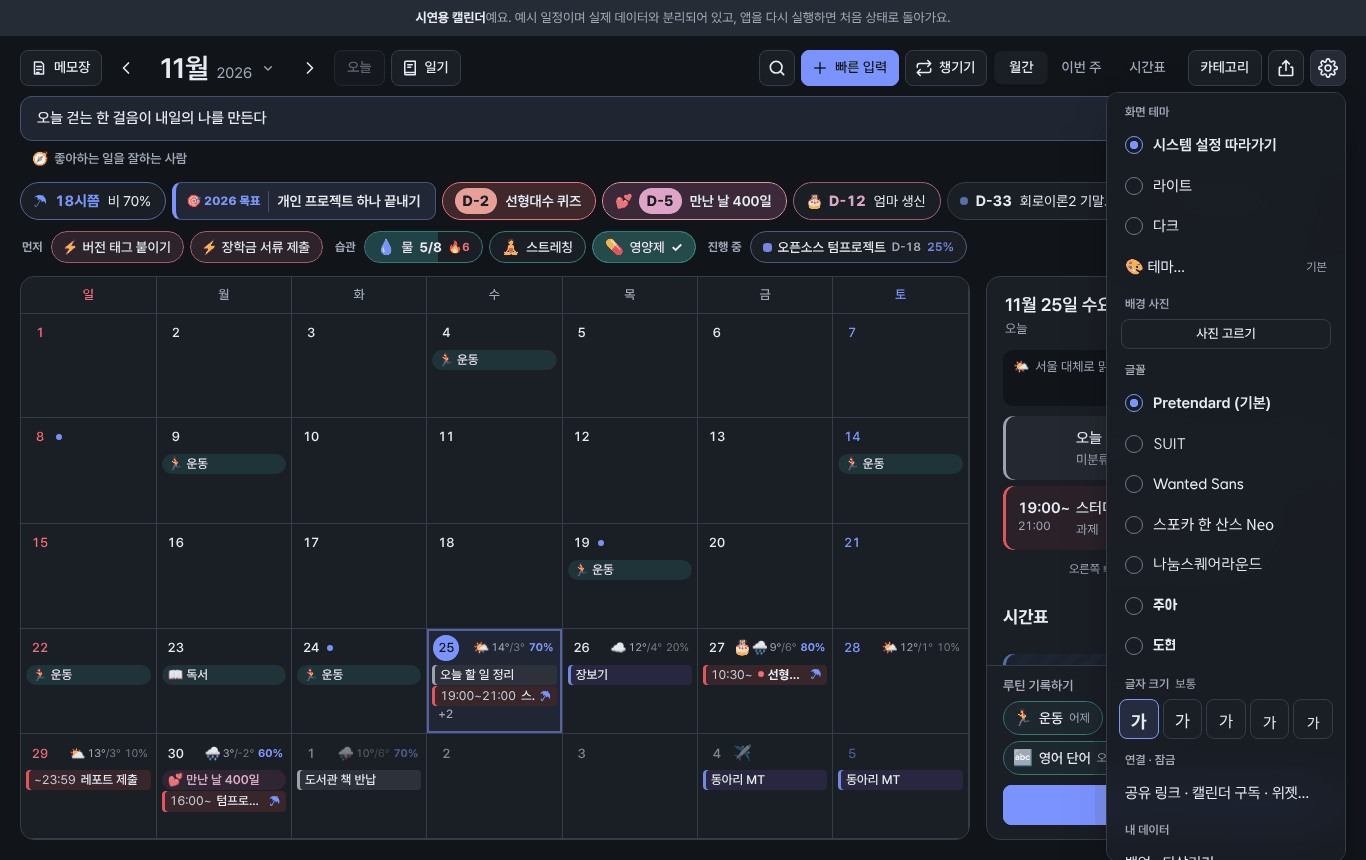 시연용 캘린더예요. 예시 일정이며 실제 데이터와 분리되어 있고, 앱을 다시 실행하면 처음 상태로 돌아가요.
메모장 11월 2026 오늘 일기 빠른 입력 챙기기 월간 이번 주 시간표 카테고리
오늘 걷는 한 걸음이 내일의 나를 만든다
좋아하는 일을 잘하는 사람
18시쯤 비 70% 2026 목표 개인 프로젝트 하나 끝내기 D-2 선형대수 퀴즈 D-5 만난 날 400일 D-12 엄마 생신 D-33 회로이론2 기말
먼저 버전 태그 붙이기 장학금 서류 제출 습관 물 5/8 6 스트레칭 영양제 진행 중 오픈소스 텀프로젝트 D-18 25%
일 월 화 수 목 금 토
1 2 3 4 5 6 7
운동
8 9 10 11 12 13 14
운동 운동
15 16 17 18 19 20 21
운동
22 23 24 25 14°/3° 70% 26 12°/4° 20% 27 9°/6° 80% 28 12°/1° 10%
운동 독서 운동 오늘 할 일 정리 장보기 10:30~ 선형...
19:00~21:00 스.
+2
29 13°/3° 10% 30 3°/-2° 60% 1 10°/6° 70% 2 3 4 5
~23:59 레포트 제출 만난 날 400일 도서관 책 반납 동아리 MT 동아리 MT
16:00~ 텀프로...
11월 25일 수요
오늘
서울 대체로 맑
오늘
미분류
19:00~ 스터디
21:00 과제
오른쪽
시간표
루틴 기록하기
운동 어제
영어 단어
화면 테마
시스템 설정 따라가기
라이트
다크
테마... 기본
배경 사진
사진 고르기
글꼴
Pretendard (기본)
SUIT
Wanted Sans
스포카 한 산스 Neo
나눔스퀘어라운드
주아
도현
글자 크기 보통
가 가 가 가 가
연결 · 잠금
공유 링크 · 캘린더 구독 · 위젯...
내 데이터